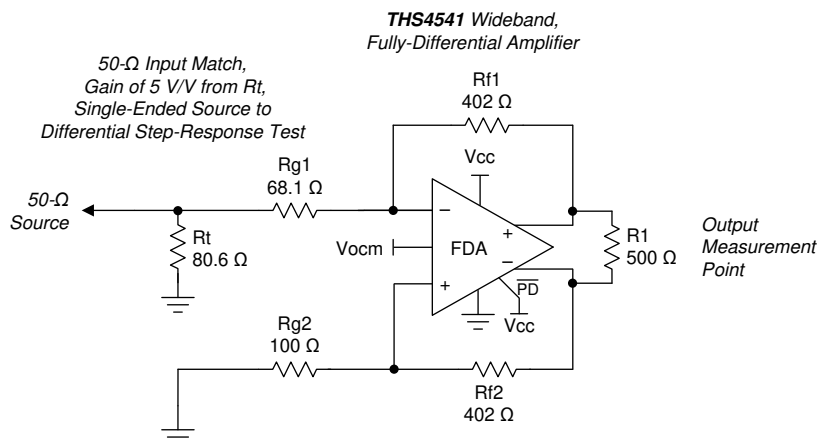 THS4541 Wideband,
Fully-Differential Amplifier
50-Ω Input Match,
Gain of 5 V/V from Rt,
Single-Ended Source to
Differential Step-Response Test
Rf1
402 Ω
Vcc
Rg1
68.1 Ω
50-Ω
Source
Rt
80.6 Ω
Vocm
−
+
FDA
+
−
PD
Vcc
R1
500 Ω
Output
Measurement
Point
Rg2
100 Ω
Rf2
402 Ω